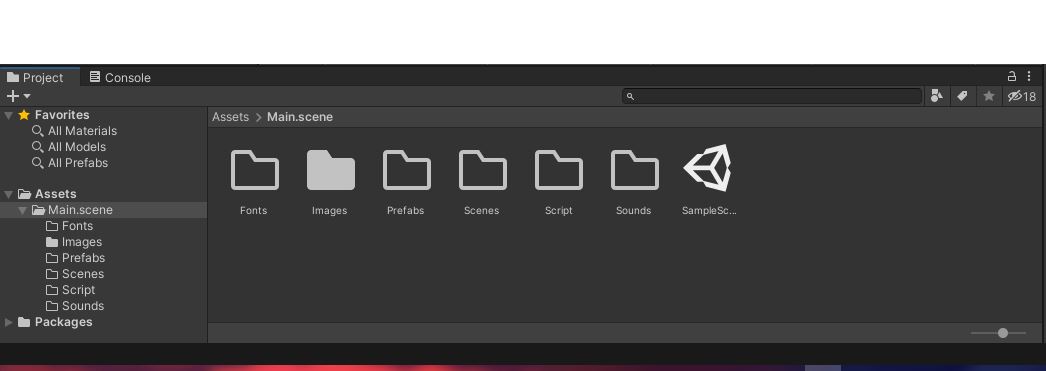 Project
Console
18
Favorites
All Materials
All Models
All Prefabs
Assets
Main.scene
Fonts
Images
Prefabs
Scenes
Script
Sounds
Packages
Assets > Main.scene
Fonts
Images
Prefabs
Scenes
Script
Sounds
SampleSc...